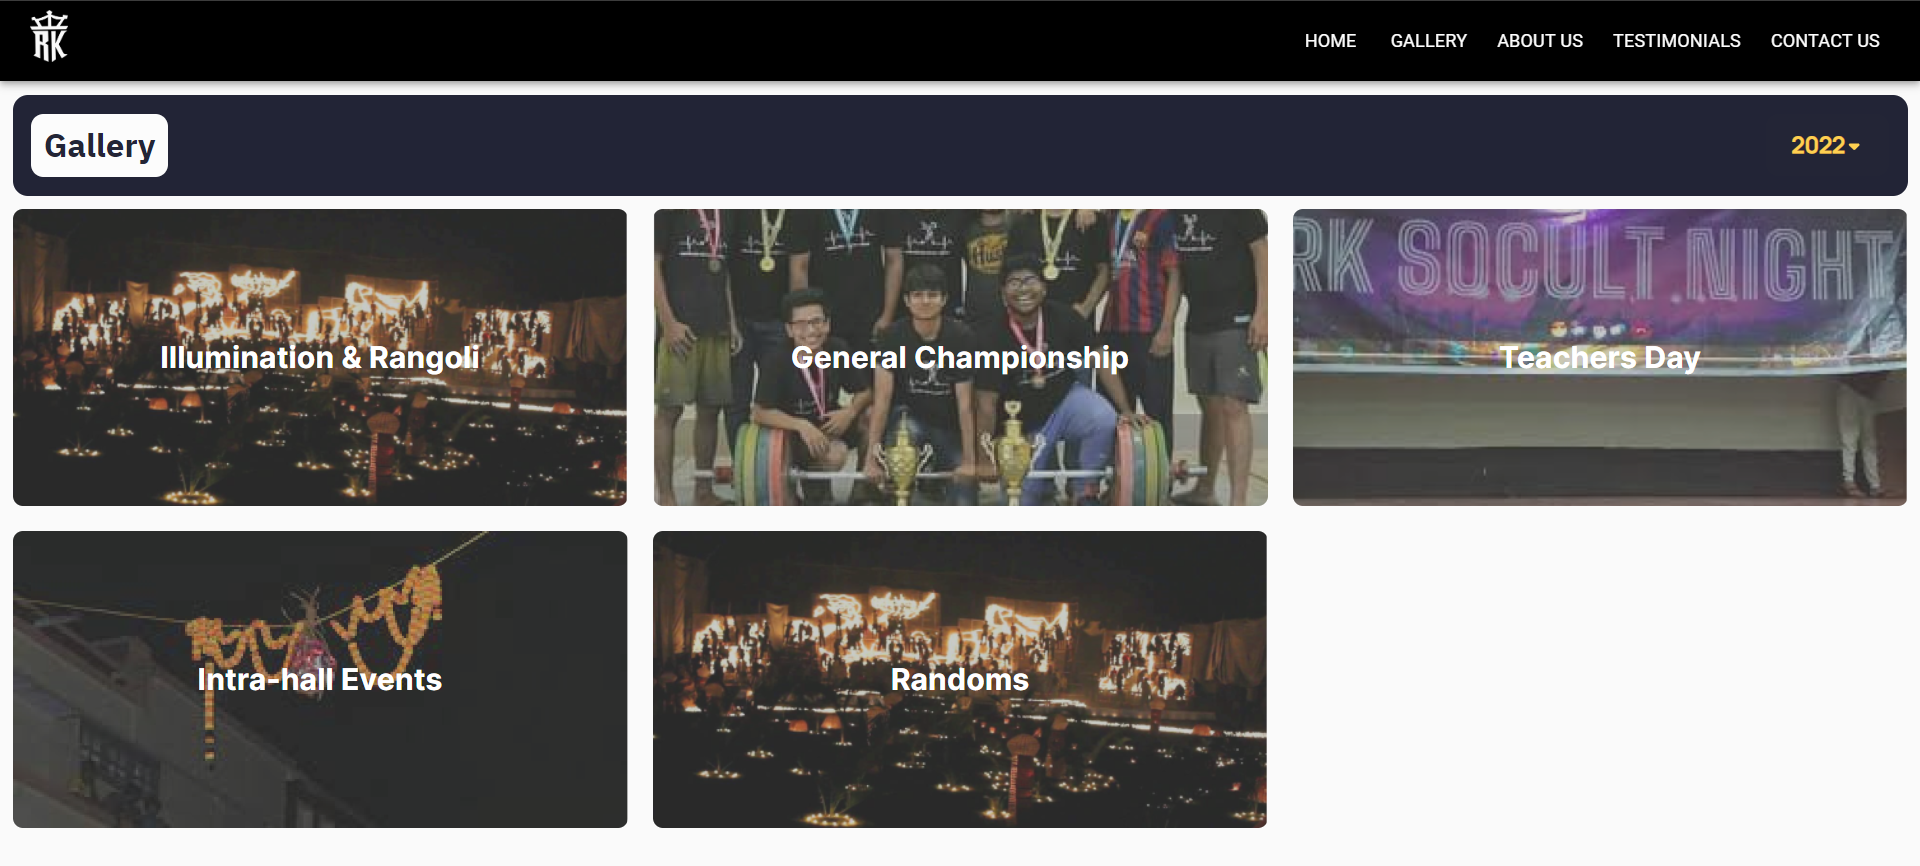 RK
HOME GALLERY ABOUT US TESTIMONIALS CONTACT US
Gallery
2022
RK SOCULT NIGHT
Illumination & Rangoli
General Championship
Teachers Day
Intra-hall Events
Randoms